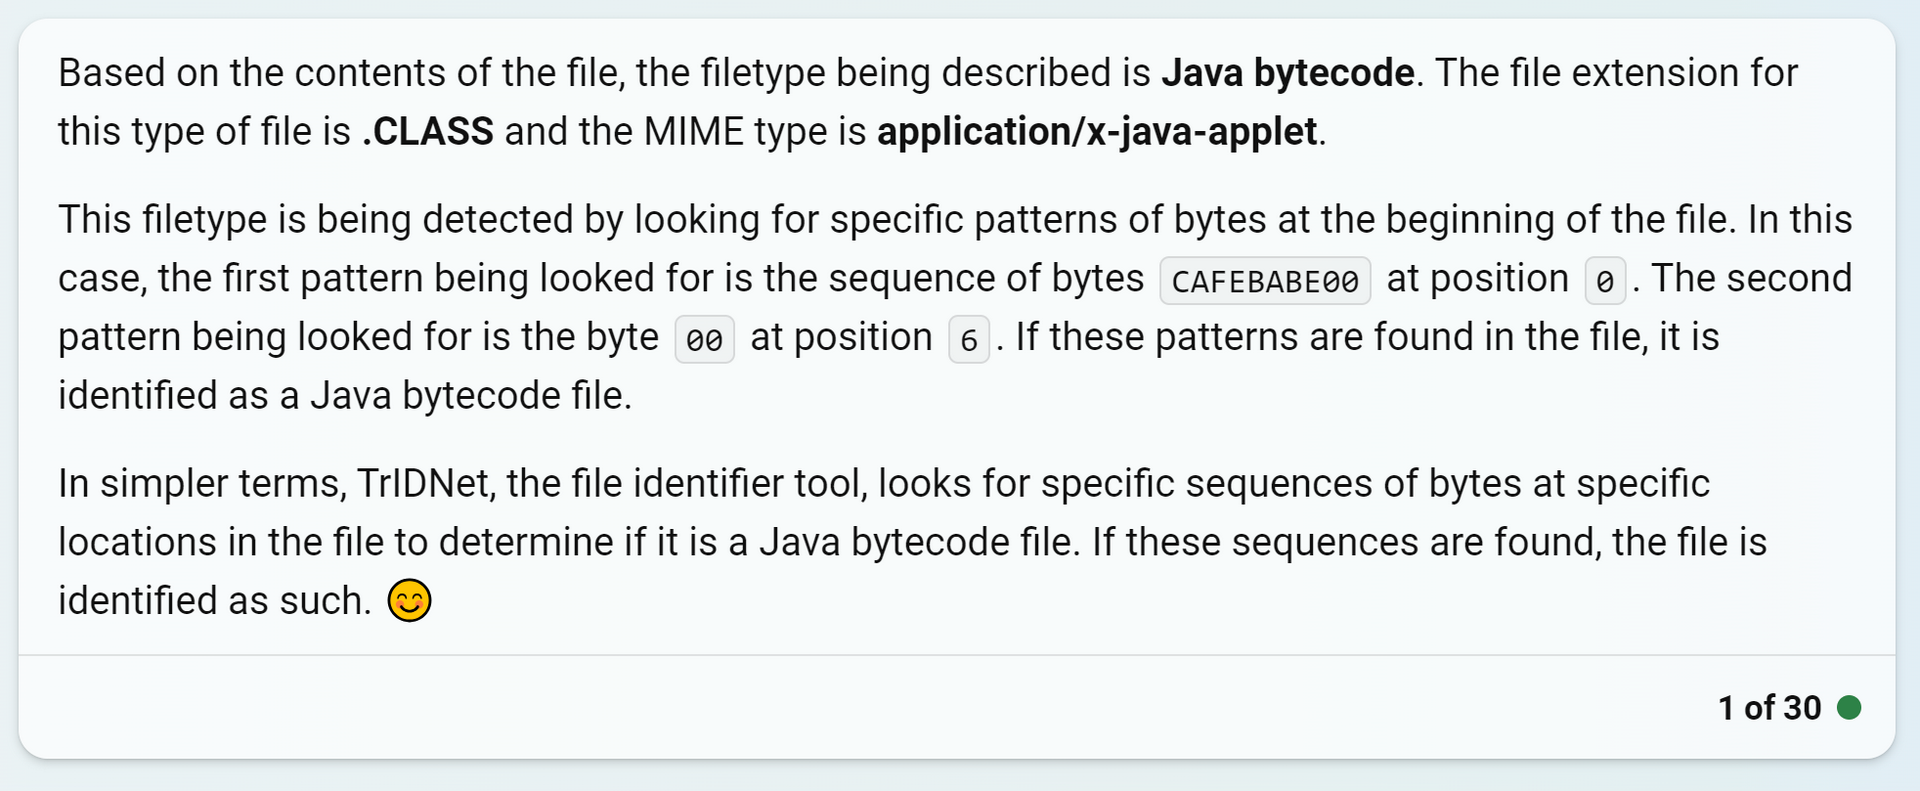 Based on the contents of the file, the filetype being described is Java bytecode. The file extension for
this type of file is .CLASS and the MIME type is application/x-java-applet.
This filetype is being detected by looking for specific patterns of bytes at the beginning of the file. In this
case, the first pattern being looked for is the sequence of bytes CAFEBABE00 at position 0. The second
pattern being looked for is the byte 00 at position 6. If these patterns are found in the file, it is
identified as a Java bytecode file.
In simpler terms, TrIDNet, the file identifier tool, looks for specific sequences of bytes at specific
locations in the file to determine if it is a Java bytecode file. If these sequences are found, the file is
identified as such. 😊
1 of 30